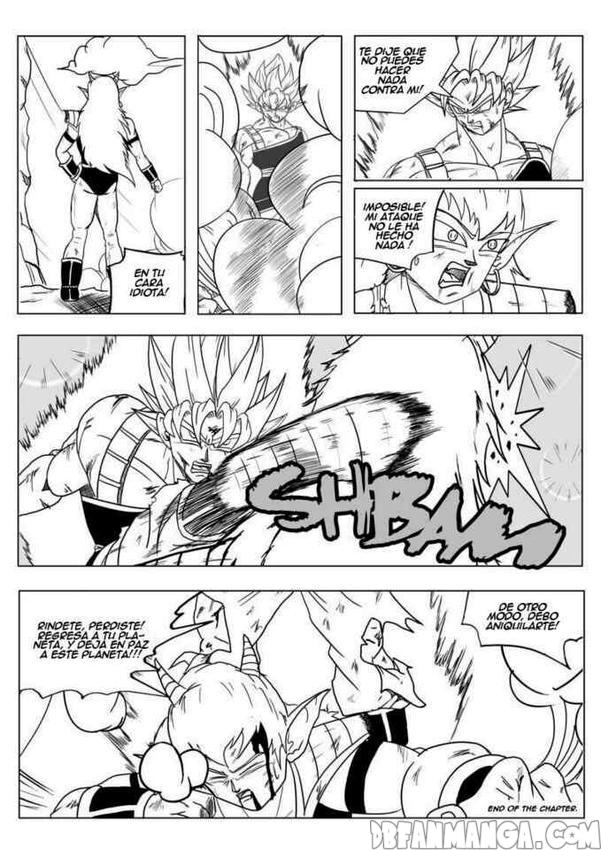 EN TU
CARA
IDIOTA!
TE DIJE QUE
NO PUEDES
HACER
NADA
CONTRA MI!
IMPOSIBLE!
MI ATAQUE
NO LE HA
HECHO
NADA !
SHBAM
RINDETE, PERDISTE!
REGRESA A TU PLA-
NETA, Y DEJA EN PAZ
A ESTE PLANETA!!!
DE OTRO
MODO, DEBO
ANIQUILARTE!
END OF THE CHAPTER.
DBFANMANGA.COM